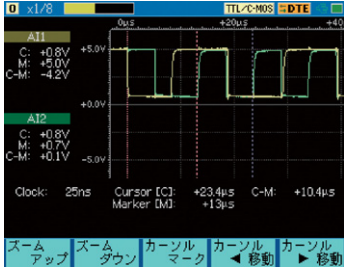 0 x1/8 TTL/C-MOS DTE
0µs +20µs +40
AI1
C: +0.8V
M: +5.0V
C-M: -4.2V
+5.0V
+0.0V
AI2
C: +0.8V
M: +0.7V
C-M: +0.1V
-5.0V
Clock: 25ns Cursor [C]: +23.4µs C-M: +10.4µs
Marker [M]: +13µs
ズーム アップ
ズーム ダウン
カーソル マーク
カーソル ◀ 移動
カーソル ▶ 移動